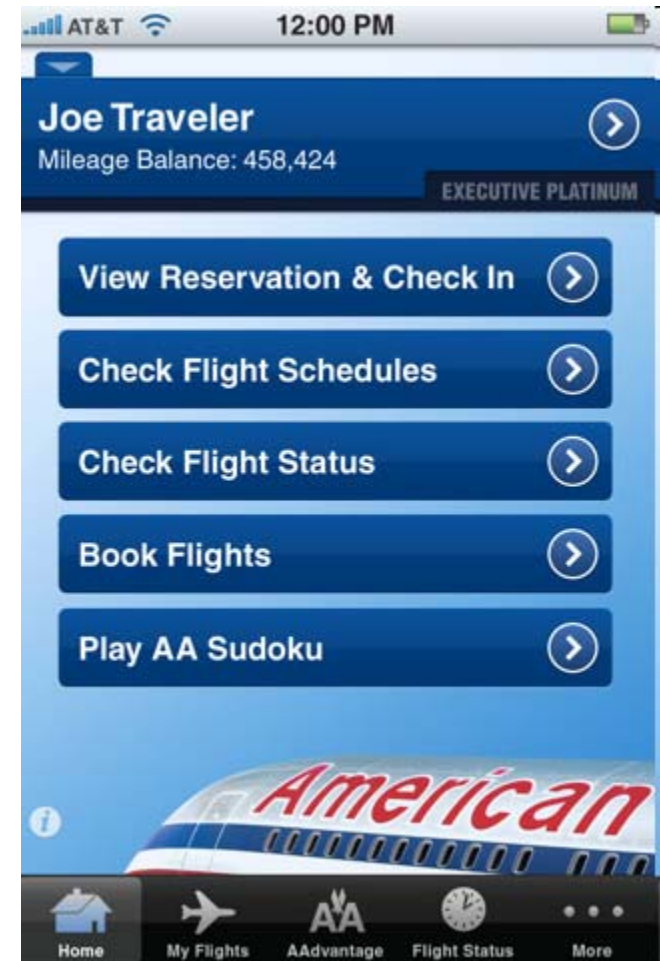 AT&T 12:00 PM
Joe Traveler
Mileage Balance: 458,424
EXECUTIVE PLATINUM
View Reservation & Check In
Check Flight Schedules
Check Flight Status
Book Flights
Play AA Sudoku
American
i
AA
Home My Flights AAdvantage Flight Status More